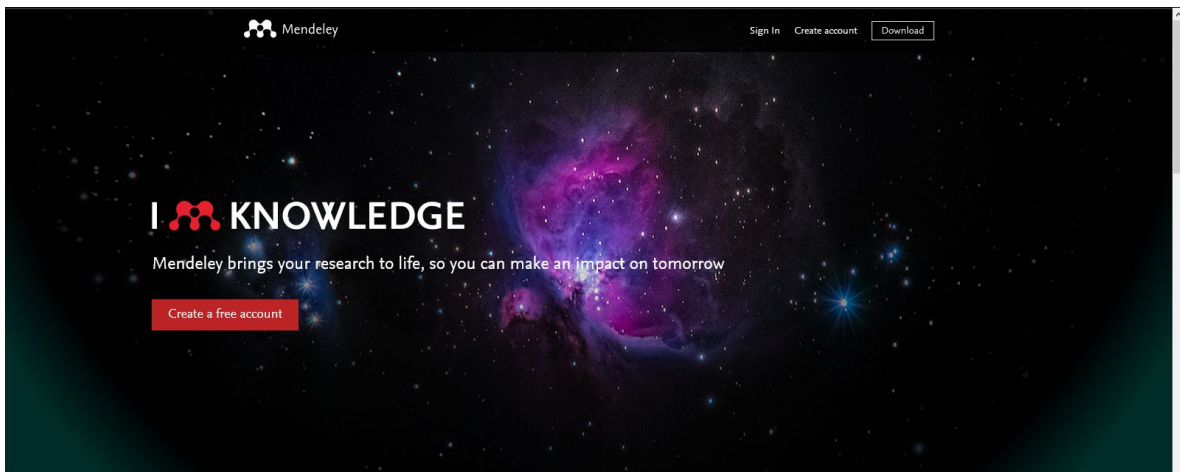 Mendeley
Sign In Create account Download
I KNOWLEDGE
Mendeley brings your research to life, so you can make an impact on tomorrow
Create a free account